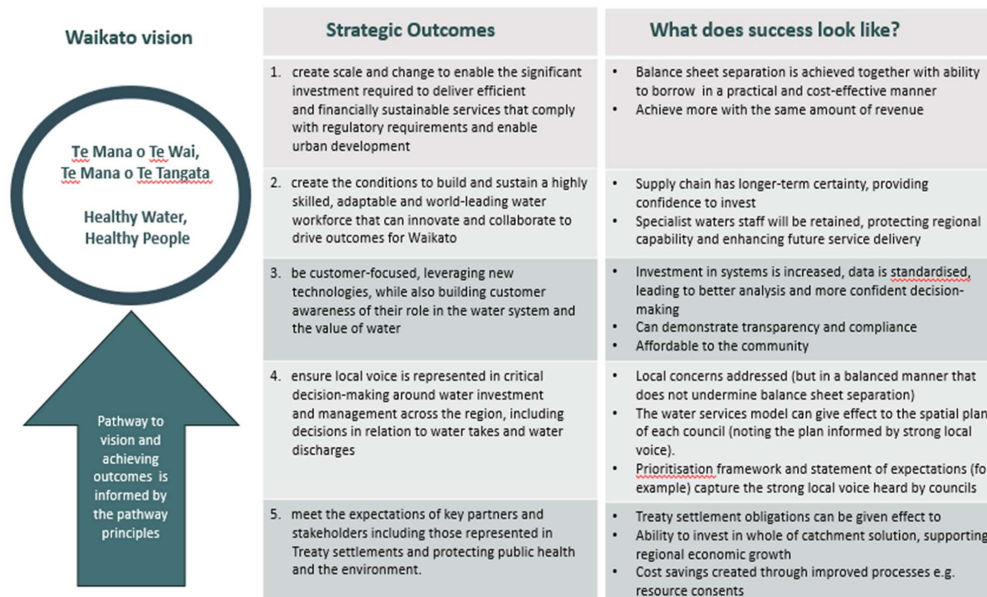 Waikato vision
Te Mana o Te Wai,
Te Mana o Te Tangata
Healthy Water,
Healthy People
Pathway to
vision and
achieving
outcomes is
informed by
the pathway
principles
Strategic Outcomes
1. create scale and change to enable the significant
investment required to deliver efficient
and financially sustainable services that comply
with regulatory requirements and enable
urban development
2. create the conditions to build and sustain a highly
skilled, adaptable and world-leading water
workforce that can innovate and collaborate to
drive outcomes for Waikato
3. be customer-focused, leveraging new
technologies, while also building customer
awareness of their role in the water system and
the value of water
4. ensure local voice is represented in critical
decision-making around water investment
and management across the region, including
decisions in relation to water takes and water
discharges
5. meet the expectations of key partners and
stakeholders including those represented in
Treaty settlements and protecting public health
and the environment.
What does success look like?
• Balance sheet separation is achieved together with ability
to borrow in a practical and cost-effective manner
• Achieve more with the same amount of revenue
• Supply chain has longer-term certainty, providing
confidence to invest
• Specialist waters staff will be retained, protecting regional
capability and enhancing future service delivery
• Investment in systems is increased, data is standardised,
leading to better analysis and more confident decision-
making
• Can demonstrate transparency and compliance
• Affordable to the community
• Local concerns addressed (but in a balanced manner that
does not undermine balance sheet separation)
• The water services model can give effect to the spatial plan
of each council (noting the plan informed by strong local
voice).
• Prioritisation framework and statement of expectations (fo
example) capture the strong local voice heard by councils
• Treaty settlement obligations can be given effect to
• Ability to invest in whole of catchment solution, supporting
regional economic growth
• Cost savings created through improved processes e.g.
resource consents